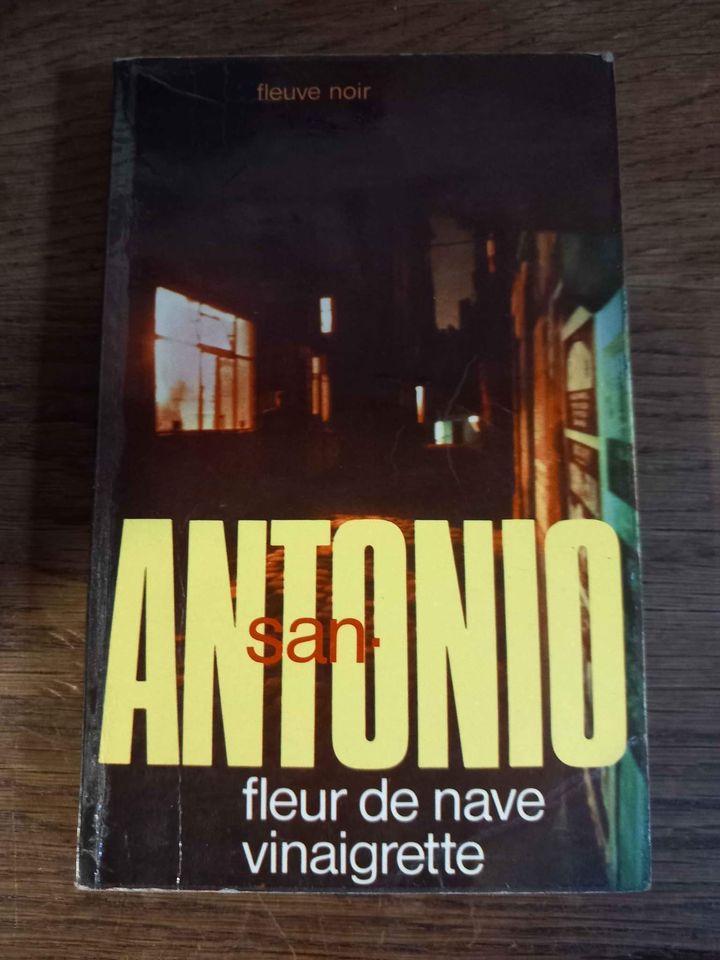 fleuve noir
san-
ANTONIO
fleur de nave
vinaigrette